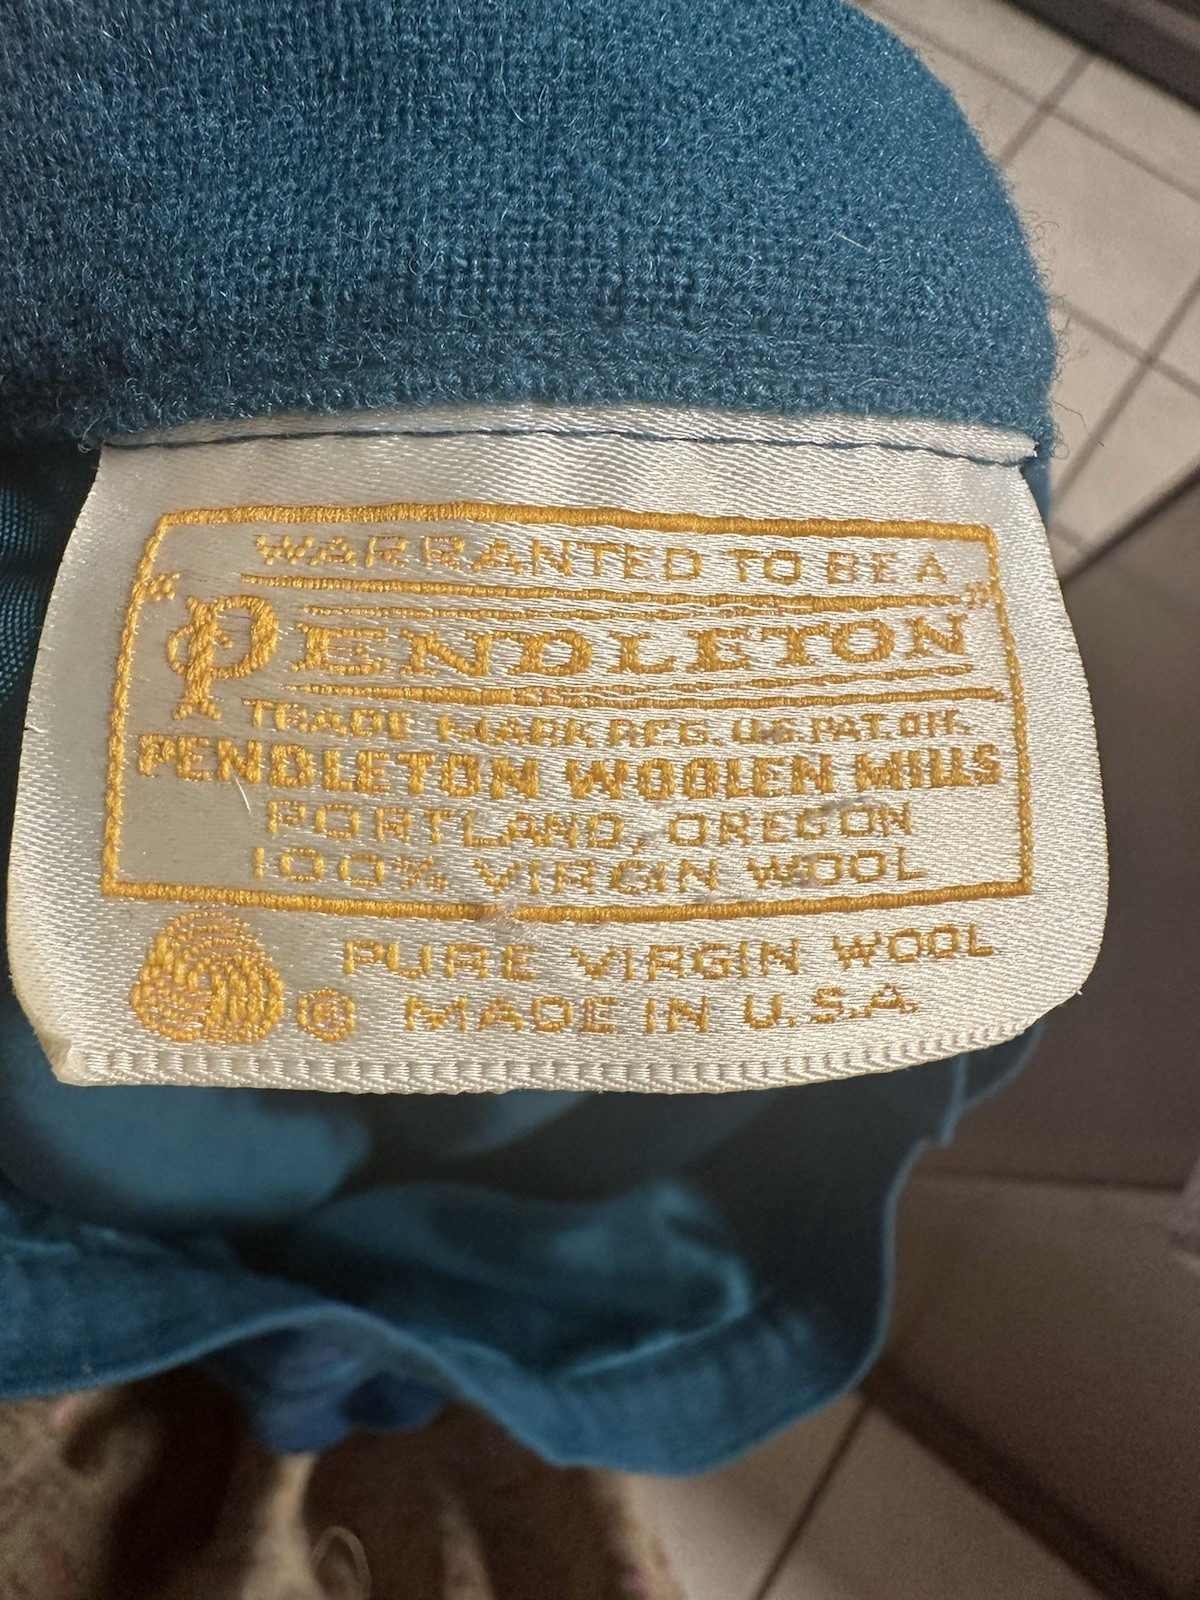 WARRANTED TO BE A
"PENDLETON"
TRADE MARK REG. U.S. PAT. OFF.
PENDLETON WOOLEN MILLS
PORTLAND, OREGON
100% VIRGIN WOOL
PURE VIRGIN WOOL
® MADE IN U.S.A.